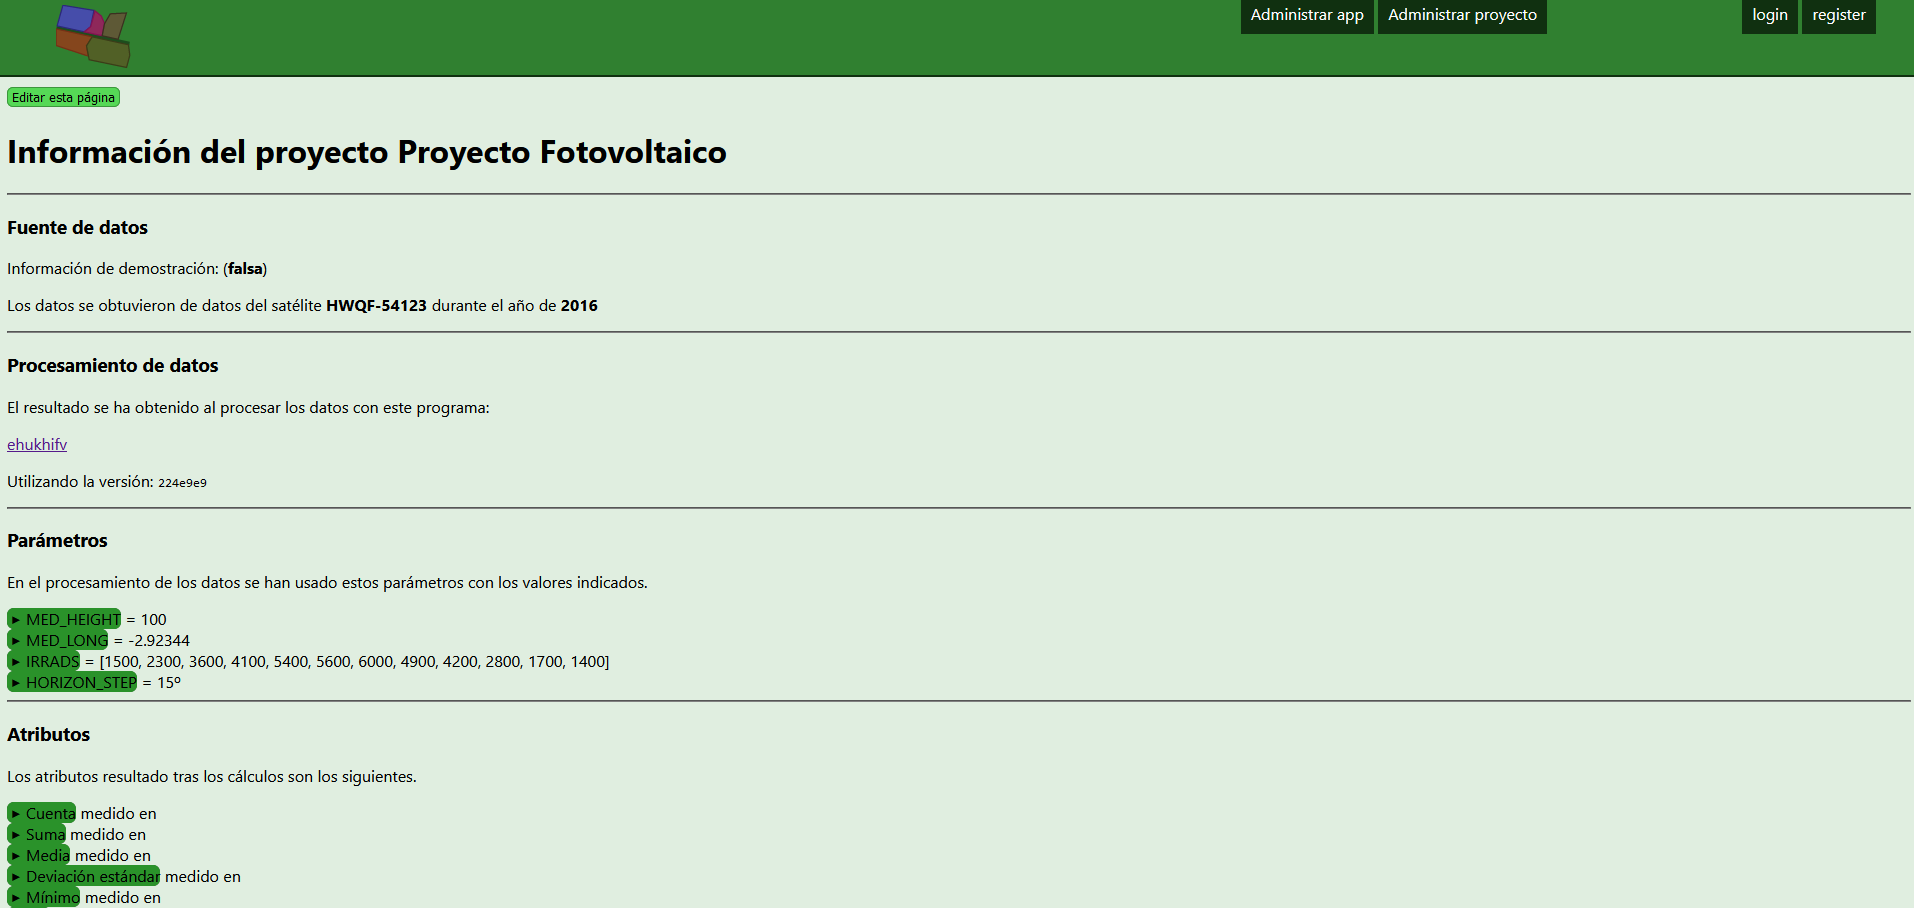 Administrar app Administrar proyecto login register
Editar esta página
Información del proyecto Proyecto Fotovoltaico
Fuente de datos
Información de demostración: (falsa)
Los datos se obtuvieron de datos del satélite HWQF-54123 durante el año de 2016
Procesamiento de datos
El resultado se ha obtenido al procesar los datos con este programa:
ehukhifv
Utilizando la versión: 224e9e9
Parámetros
En el procesamiento de los datos se han usado estos parámetros con los valores indicados.
▸ MED_HEIGHT = 100
▸ MED_LONG = -2.92344
▸ IRRADS = [1500, 2300, 3600, 4100, 5400, 5600, 6000, 4900, 4200, 2800, 1700, 1400]
▸ HORIZON_STEP = 15º
Atributos
Los atributos resultado tras los cálculos son los siguientes.
▸ Cuenta medido en
▸ Suma medido en
▸ Media medido en
▸ Deviación estándar medido en
▸ Mínimo medido en